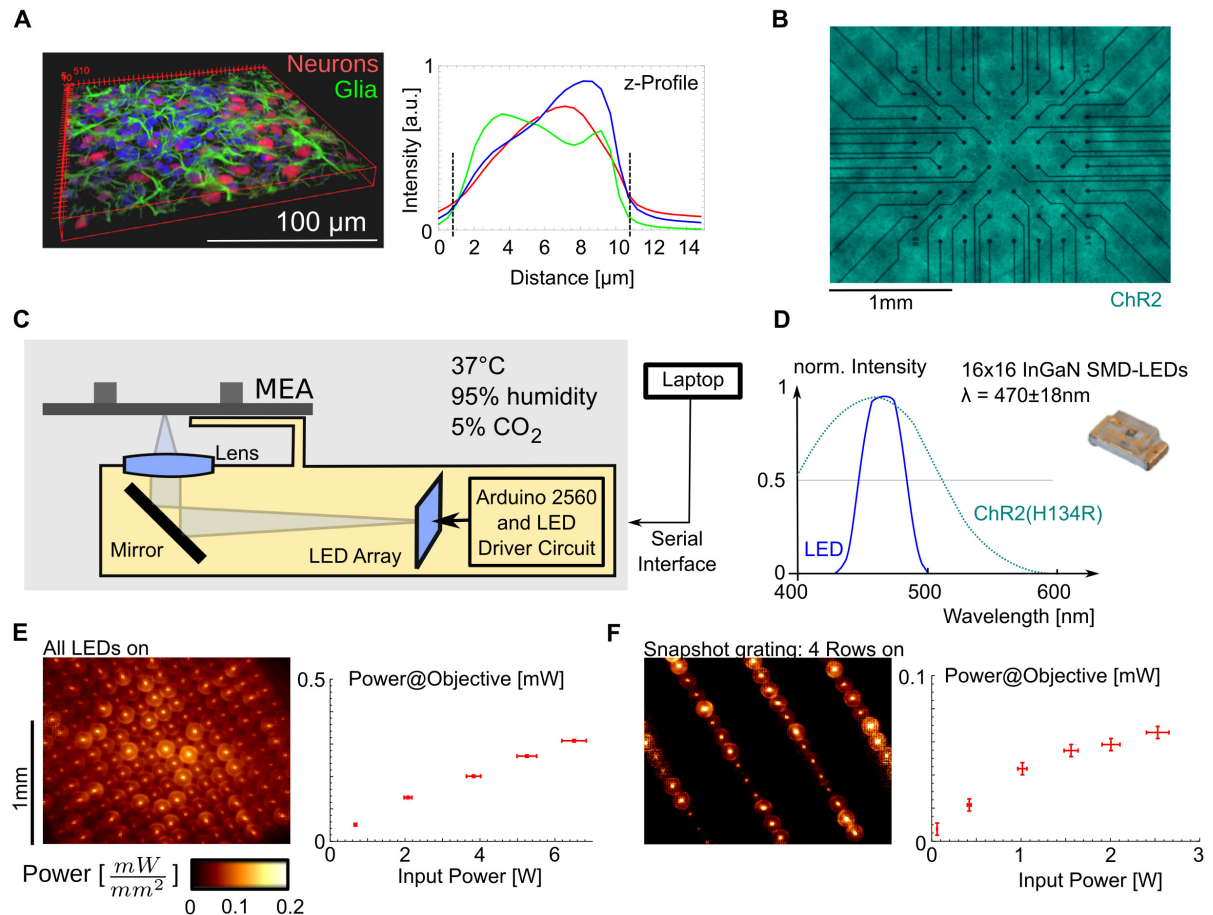 A
510
Neurons
Glia
100 µm
1
0
Intensity [a.u.]
z-Profile
0 2 4 6 8 10 12 14
Distance [µm]
B
1mm
ChR2
C
MEA
37°C
95% humidity
5% CO2
Laptop
Lens
Mirror
LED Array
Arduino 2560
and LED
Driver Circuit
Serial
Interface
D
norm. Intensity
1
0.5
0
16x16 InGaN SMD-LEDs
λ = 470±18nm
ChR2(H134R)
LED
400 500 600
Wavelength [nm]
E
All LEDs on
1mm
Power [ mW/mm² ]
0 0.1 0.2
0.5
0
Power@Objective [mW]
0 2 4 6
Input Power [W]
F
Snapshot grating: 4 Rows on
0.1
0
Power@Objective [mW]
0 1 2 3
Input Power [W]